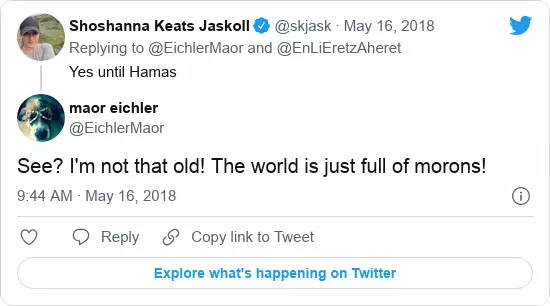 Shoshanna Keats Jaskoll @skjask · May 16, 2018
Replying to @EichlerMaor and @EnLiEretzAheret
Yes until Hamas
maor eichler
@EichlerMaor
See? I'm not that old! The world is just full of morons!
9:44 AM · May 16, 2018
Reply Copy link to Tweet
Explore what's happening on Twitter